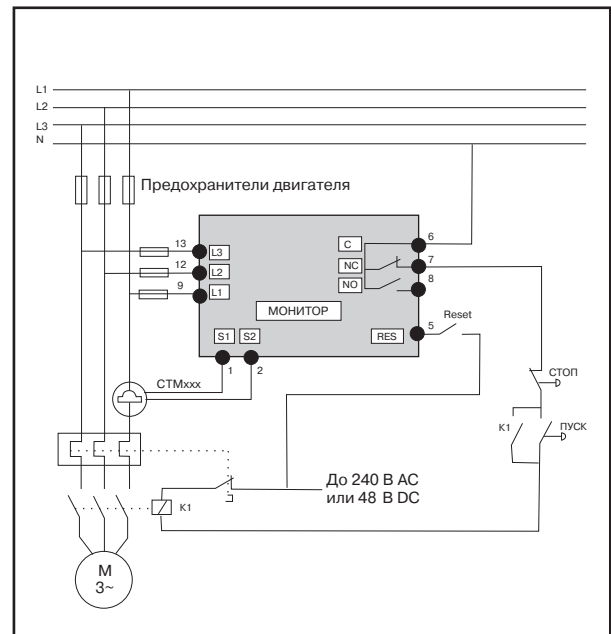 L1
L2
L3
N
Предохранители двигателя
13
L3
12
L2
9
L1
C
6
NC
7
NO
8
МОНИТОР
S1
S2
RES
5
Reset
1
2
CTMxxx
СТОП
K1
ПУСК
K1
До 240 В AC
или 48 В DC
M
3~